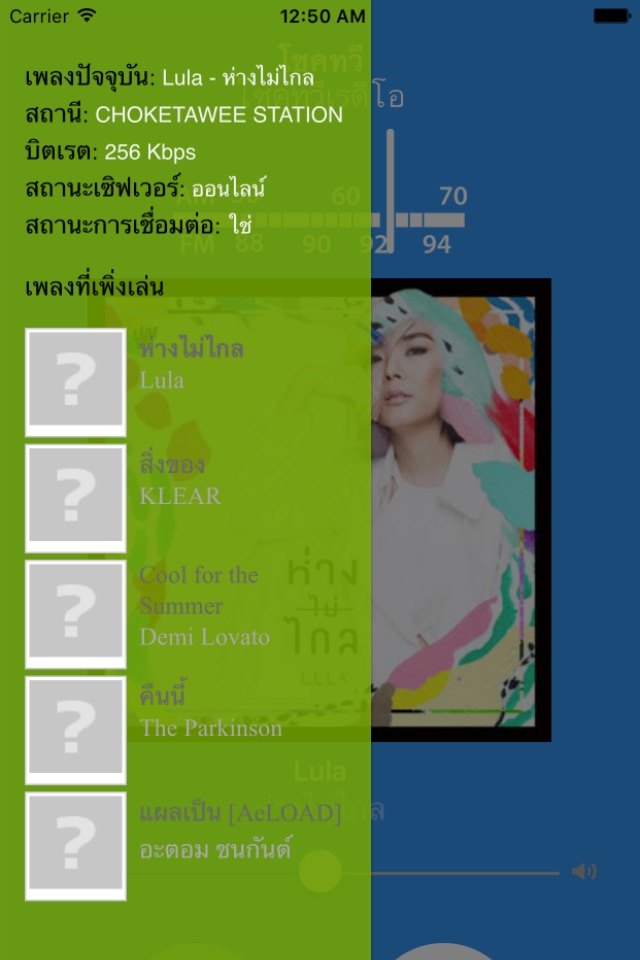 Carrier 12:50 AM
โชคทวี
โชคทวีเรดิโอ
เพลงปัจจุบัน: Lula - ห่างไม่ไกล
สถานี: CHOKETAWEE STATION
บิตเรต: 256 Kbps
สถานะเซิฟเวอร์: ออนไลน์
สถานะการเชื่อมต่อ: ใช่
AM 60 70
FM 88 90 92 94
เพลงที่เพิ่งเล่น
ห่างไม่ไกล
Lula
สิ่งของ
KLEAR
Cool for the
Summer
Demi Lovato
คืนนี้
The Parkinson
แผลเป็น [AeLOAD]
อะตอม ชนกันต์
ห่าง
ไม่
ไกล
LULA
Lula
ห่างไม่ไกล